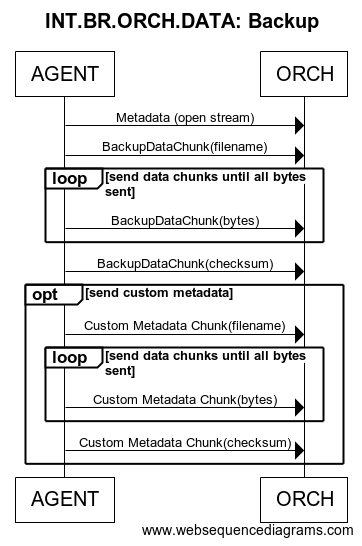 INT.BR.ORCH.DATA: Backup
AGENT
ORCH
Metadata (open stream)
BackupDataChunk(filename)
loop
[send data chunks until all bytes
sent]
BackupDataChunk(bytes)
BackupDataChunk(checksum)
opt
[send custom metadata]
Custom Metadata Chunk(filename)
loop
[send data chunks until all bytes
sent]
Custom Metadata Chunk(bytes)
Custom Metadata Chunk(checksum)
AGENT
ORCH
www.websequencediagrams.com